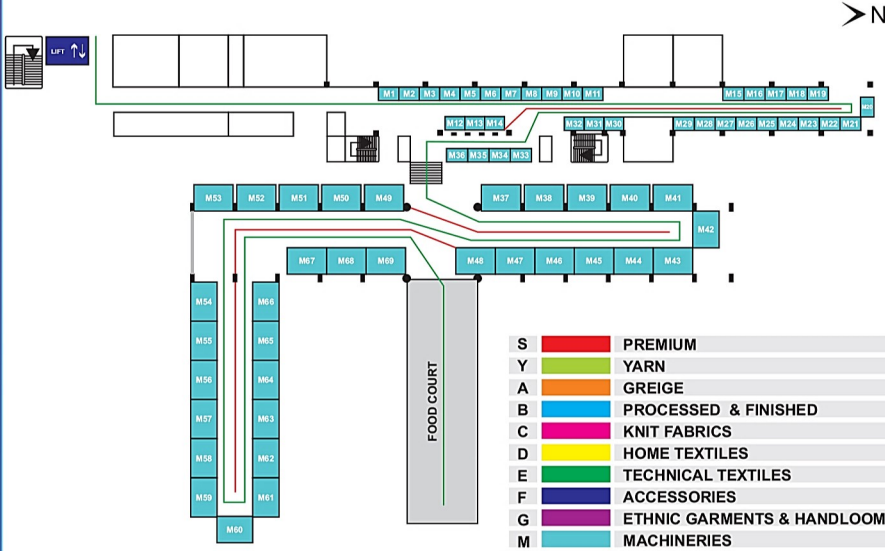 N
LIFT
M1 M2 M3 M4 M5 M6 M7 M8 M9 M10 M11
M15 M16 M17 M18 M19
M20
M12 M13 M14
M32 M31 M30
M29 M28 M27 M26 M25 M24 M23 M22 M21
M36 M35 M34 M33
M53 M52 M51 M50 M49
M37 M38 M39 M40 M41
M42
M67 M68 M69
M48 M47 M46 M45 M44 M43
M54
M55
M56
M57
M58
M59
M60
M66
M65
M64
M63
M62
M61
FOOD COURT
S PREMIUM
Y YARN
A GREIGE
B PROCESSED & FINISHED
C KNIT FABRICS
D HOME TEXTILES
E TECHNICAL TEXTILES
F ACCESSORIES
G ETHNIC GARMENTS & HANDLOOM
M MACHINERIES